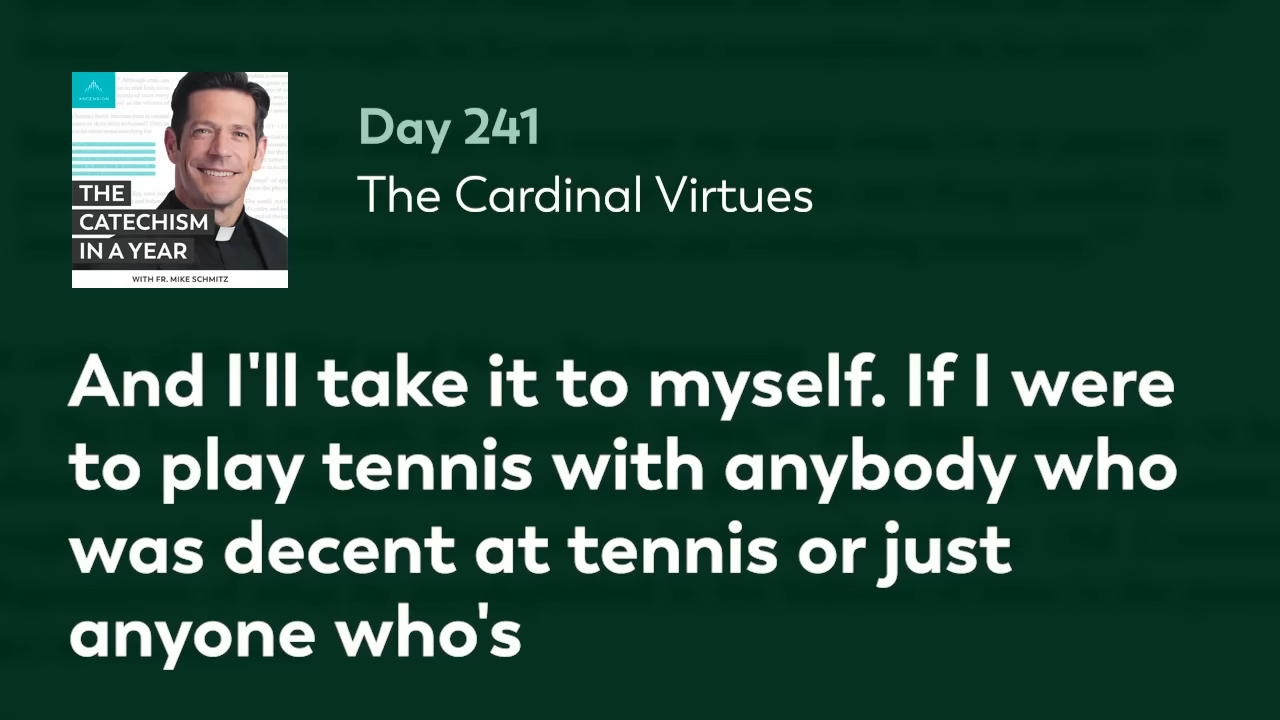 ASCENSION
THE
CATECHISM
IN A YEAR
WITH FR. MIKE SCHMITZ
Day 241
The Cardinal Virtues
And I'll take it to myself. If I were
to play tennis with anybody who
was decent at tennis or just
anyone who's